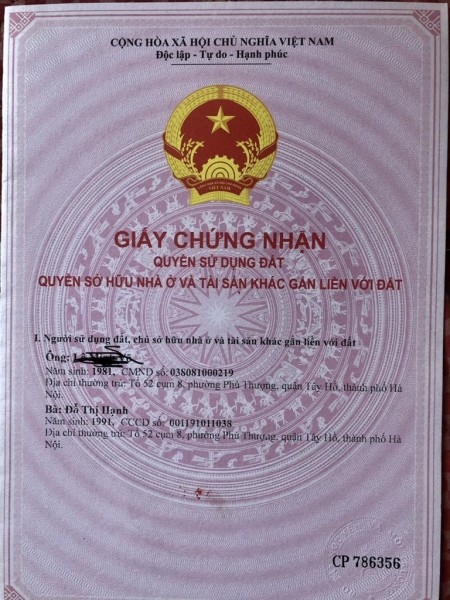 CỘNG HÒA XÃ HỘI CHỦ NGHĨA VIỆT NAM
Độc lập - Tự do - Hạnh phúc
VIỆT NAM
GIẤY CHỨNG NHẬN
QUYỀN SỬ DỤNG ĐẤT
QUYỀN SỞ HỮU NHÀ Ở VÀ TÀI SẢN KHÁC GẮN LIỀN VỚI ĐẤT
I. Người sử dụng đất, chủ sở hữu nhà ở và tài sản khác gắn liền với đất
Ông:
Năm sinh: 1981, CMND số: 038081000219
Địa chỉ thường trú: Tổ 52 cụm 8, phường Phú Thượng, quận Tây Hồ, thành phố Hà
Nội.
Bà: Đỗ Thị Hạnh
Năm sinh: 1991, CCCD số: 001191011038
Địa chỉ thường trú: Tổ 52 cụm 8, phường Phú Thượng, quận Tây Hồ, thành phố Hà
Nội.
CP 786356